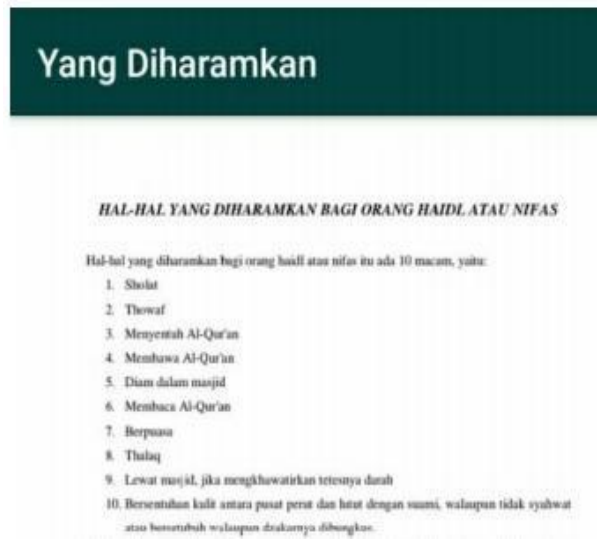 Yang Diharamkan
HAL-HAL YANG DIHARAMKAN BAGI ORANG HAIDL ATAU NIFAS
Hal-hal yang diharamkan bagi orang haidl atau nifas itu ada 10 macam, yaitu:
1. Sholat
2. Thowaf
3. Menyentuh Al-Qur'an
4. Membawa Al-Qur'an
5. Diam dalam masjid
6. Membaca Al-Qur'an
7. Berpuasa
8. Thalaq
9. Lewat masjid, jika mengkhawatirkan tetesnya darah
10. Bersentuhan kulit antara pusat perut dan lutut dengan suami, walaupun tidak syahwat
atau bersetubuh walaupun dzakarnya dibungkus.